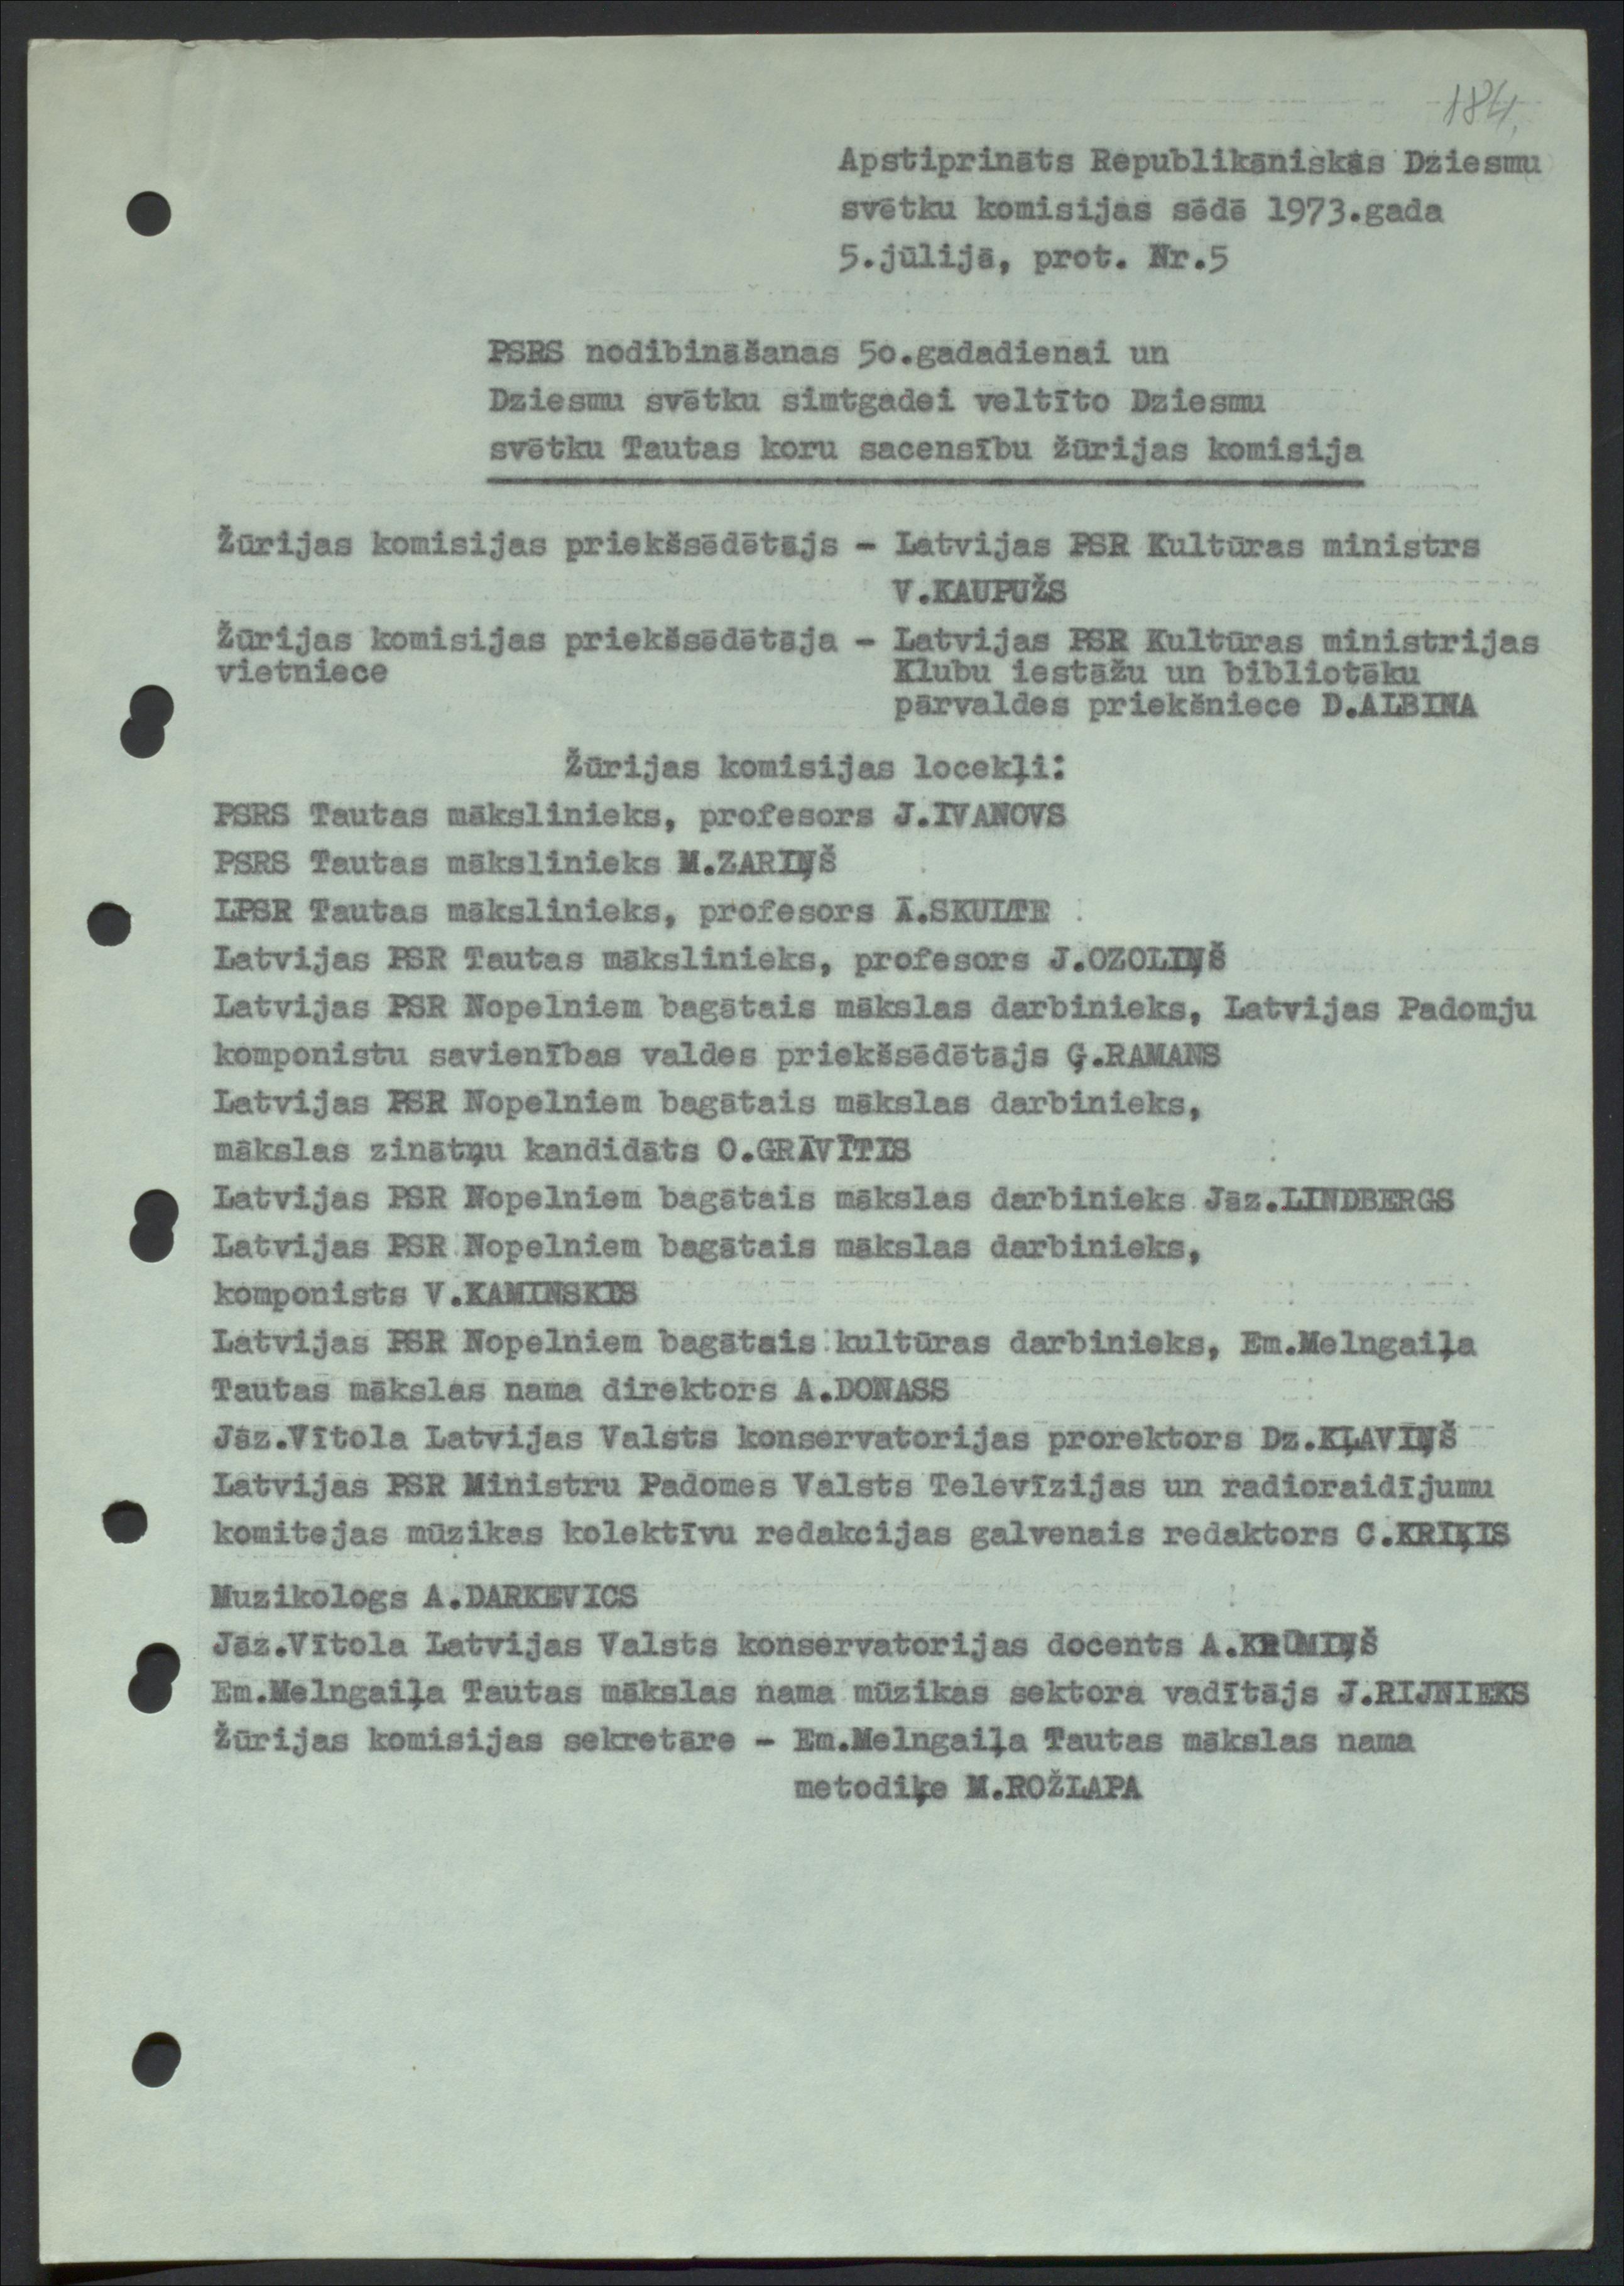 184.
Apstiprināts Republikāniskās Dziesmu
svētku komisijas sēdē 1973.gada
5.jūlijā, prot. Nr.5
PSRS nodibināšanas 5o.gadadienai un
Dziesmu svētku simtgadei veltīto Dziesmu
svētku Tautas koru sacensību žūrijas komisija
Žūrijas komisijas priekšsēdētājs - Latvijas PSR Kultūras ministrs
V.KAUPUŽS
Žūrijas komisijas priekšsēdētāja - Latvijas PSR Kultūras ministrijas
vietniece Klubu iestāžu un bibliotēku
pārvaldes priekšniece D.ALBINA
Žūrijas komisijas locekļi:
PSRS Tautas mākslinieks, profesors J.IVANOVS
PSRS Tautas mākslinieks M.ZARIŅŠ
LPSR Tautas mākslinieks, profesors Ā.SKULTE
Latvijas PSR Tautas mākslinieks, profesors J.OZOLIŅŠ
Latvijas PSR Nopelniem bagātais mākslas darbinieks, Latvijas Padomju
komponistu savienības valdes priekšsēdētājs Ģ.RAMANS
Latvijas PSR Nopelniem bagātais mākslas darbinieks,
mākslas zinātņu kandidāts O.GRĀVĪTIS
Latvijas PSR Nopelniem bagātais mākslas darbinieks Jāz.LINDBERGS
Latvijas PSR Nopelniem bagātais mākslas darbinieks,
komponists V.KAMINSKIS
Latvijas PSR Nopelniem bagātais kultūras darbinieks, Em.Melngaiļa
Tautas mākslas nama direktors A.DONASS
Jāz.Vītola Latvijas Valsts konservatorijas prorektors Dz.KĻAVIŅŠ
Latvijas PSR Ministru Padomes Valsts Televīzijas un radioraidījumu
komitejas mūzikas kolektīvu redakcijas galvenais redaktors C.KRIĶIS
Muzikologs A.DARKEVICS
Jāz.Vītola Latvijas Valsts konservatorijas docents A.KRŪMIŅŠ
Em.Melngaiļa Tautas mākslas nama mūzikas sektora vadītājs J.RIJNIEKS
Žūrijas komisijas sekretāre - Em.Melngaiļa Tautas mākslas nama
metodiķe M.ROŽLAPA